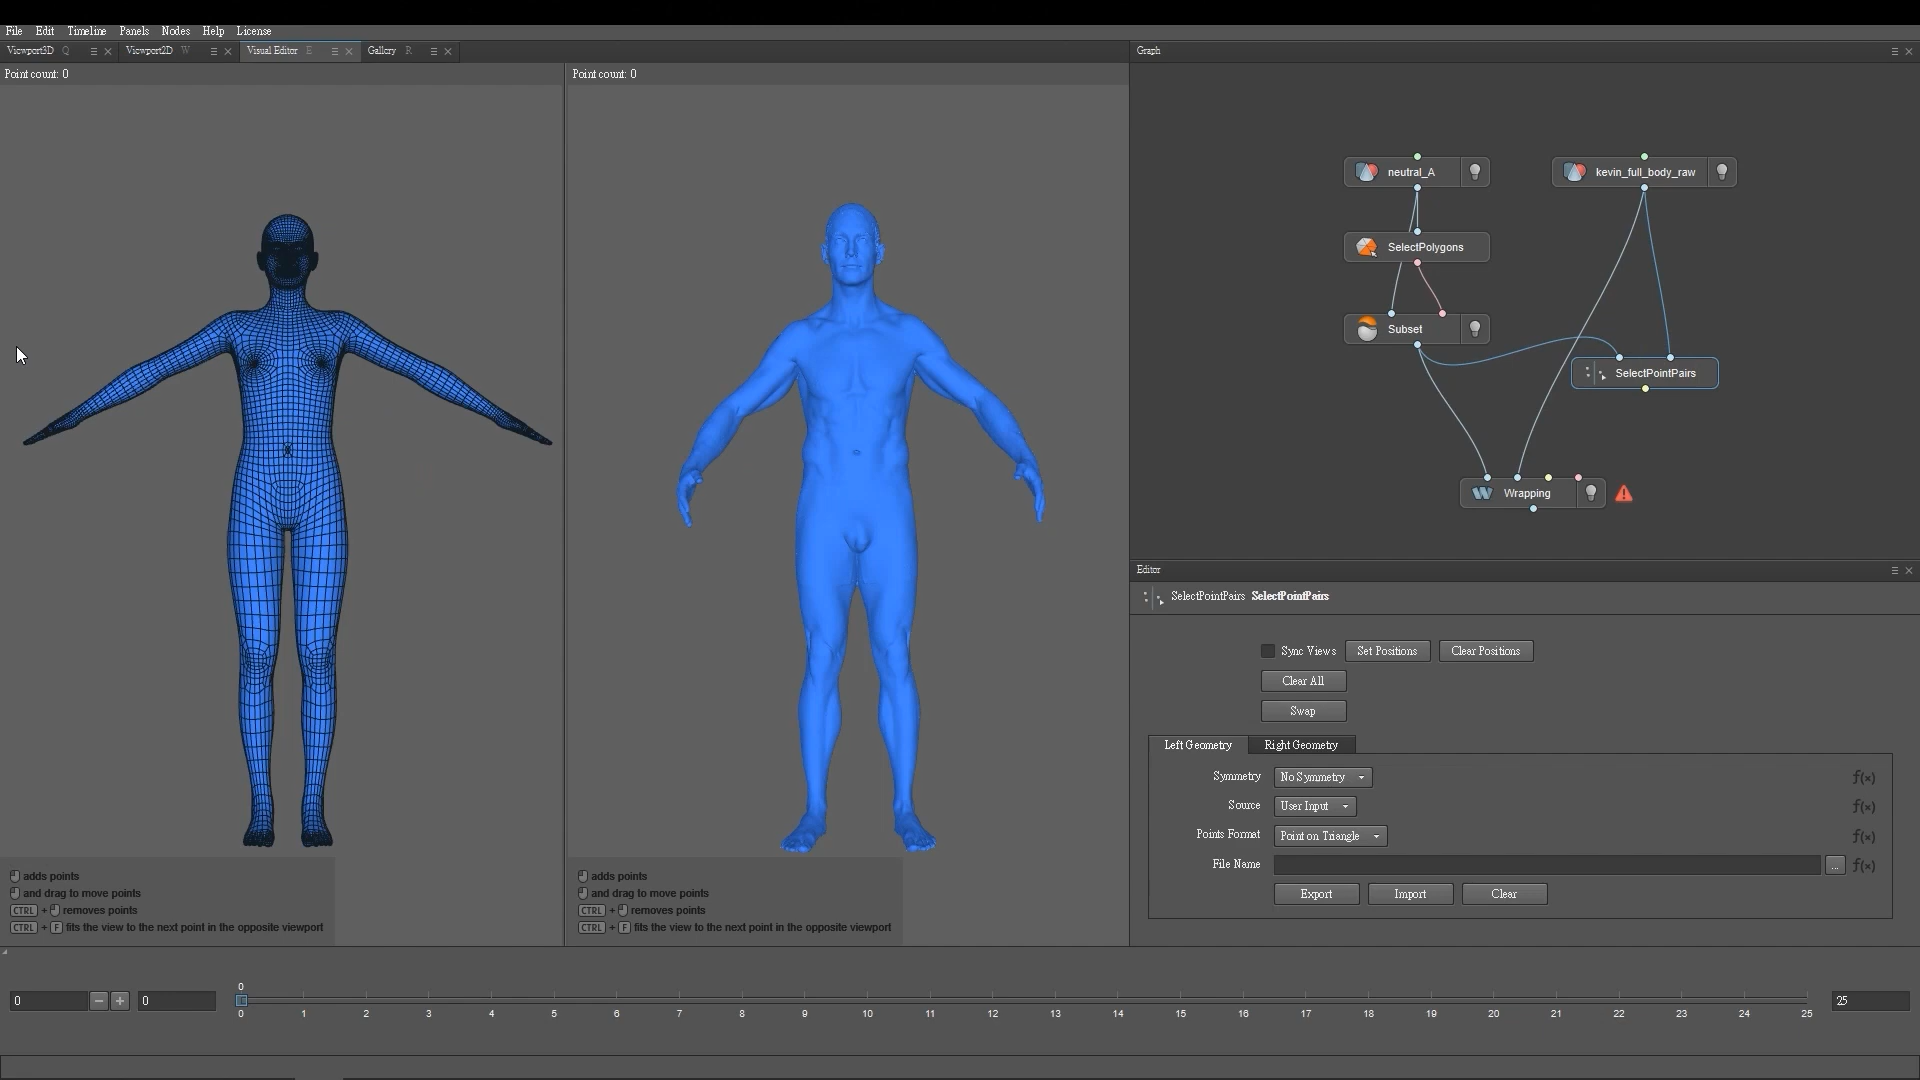 File Edit Timeline Panels Nodes Help License
Viewport3D Q Viewport2D W Visual Editor E Gallery R
Graph
Point count: 0
Point count: 0
neutral_A
kevin_full_body_raw
SelectPolygons
Subset
SelectPointPairs
Wrapping
Editor
SelectPointPairs SelectPointPairs
Sync Views Set Positions Clear Positions
Clear All
Swap
Left Geometry Right Geometry
Symmetry No Symmetry f(x)
Source User Input f(x)
Points Format Point on Triangle f(x)
File Name ... f(x)
Export Import Clear
adds points
and drag to move points
CTRL + removes points
CTRL + F fits the view to the next point in the opposite viewport
adds points
and drag to move points
CTRL + removes points
CTRL + F fits the view to the next point in the opposite viewport
0
0 − + 0 25
0 1 2 3 4 5 6 7 8 9 10 11 12 13 14 15 16 17 18 19 20 21 22 23 24 25